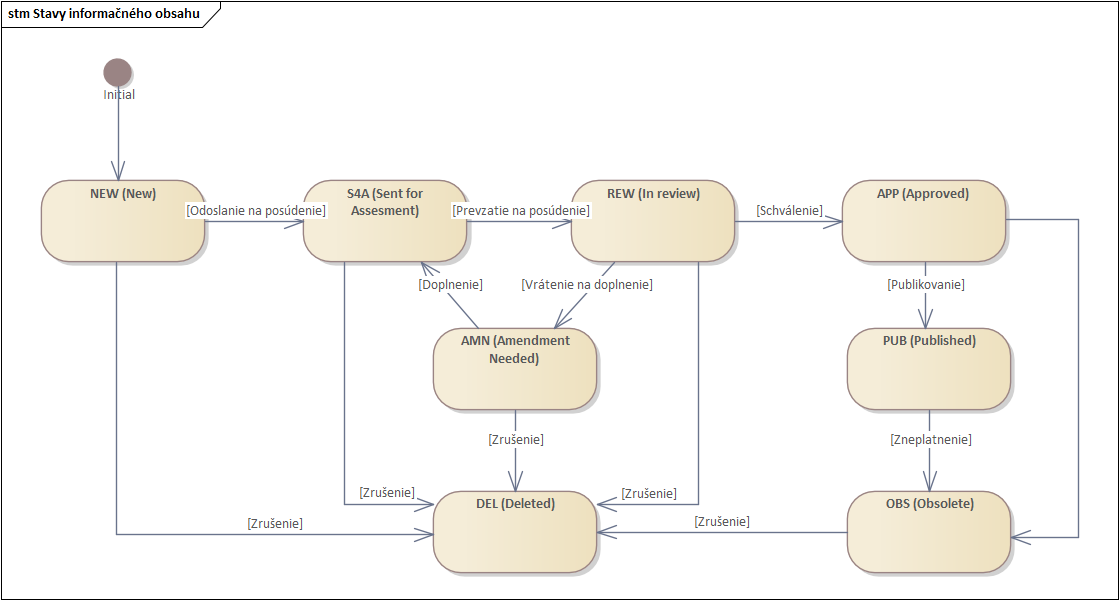 stm Stavy informačného obsahu
Initial
NEW (New)
[Odoslanie na posúdenie]
S4A (Sent for
Assesment)
[Prevzatie na posúdenie]
REW (In review)
[Schválenie]
APP (Approved)
[Doplnenie]
[Vrátenie na doplnenie]
[Publikovanie]
AMN (Amendment
Needed)
PUB (Published)
[Zrušenie]
[Zneplatnenie]
[Zrušenie]
[Zrušenie]
DEL (Deleted)
OBS (Obsolete)
[Zrušenie]
[Zrušenie]